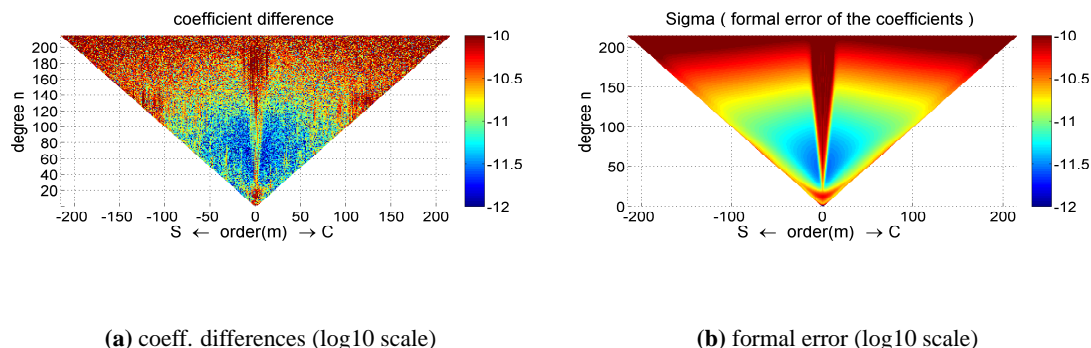 coefficient difference
200
180
160
140
120
100
80
60
40
20
degree n
-200 -150 -100 -50 0 50 100 150 200
S ← order(m) → C
-10
-10.5
-11
-11.5
-12
(a) coeff. differences (log10 scale)
Sigma ( formal error of the coefficients )
200
150
100
50
0
degree n
-200 -100 0 100 200
S ← order(m) → C
-10
-10.5
-11
-11.5
-12
(b) formal error (log10 scale)